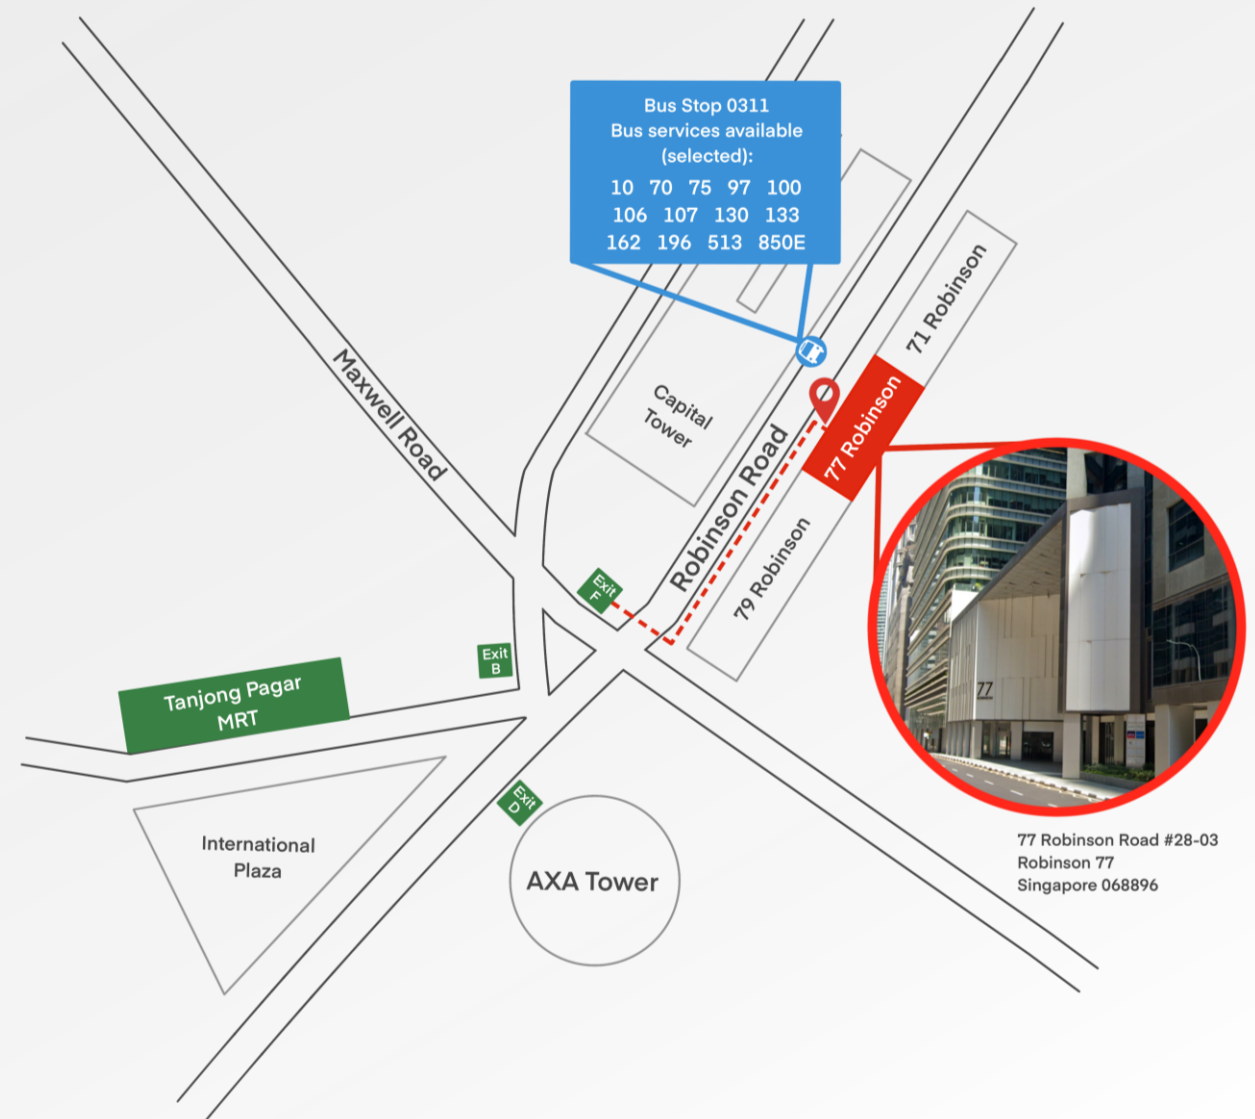 Bus Stop 0311
Bus services available
(selected):
10 70 75 97 100
106 107 130 133
162 196 513 850E
71 Robinson
Maxwell Road
Capital
Tower
77 Robinson
Robinson Road
79 Robinson
Exit
F
Exit
B
Tanjong Pagar
MRT
77
Exit
D
International
Plaza
AXA Tower
77 Robinson Road #28-03
Robinson 77
Singapore 068896